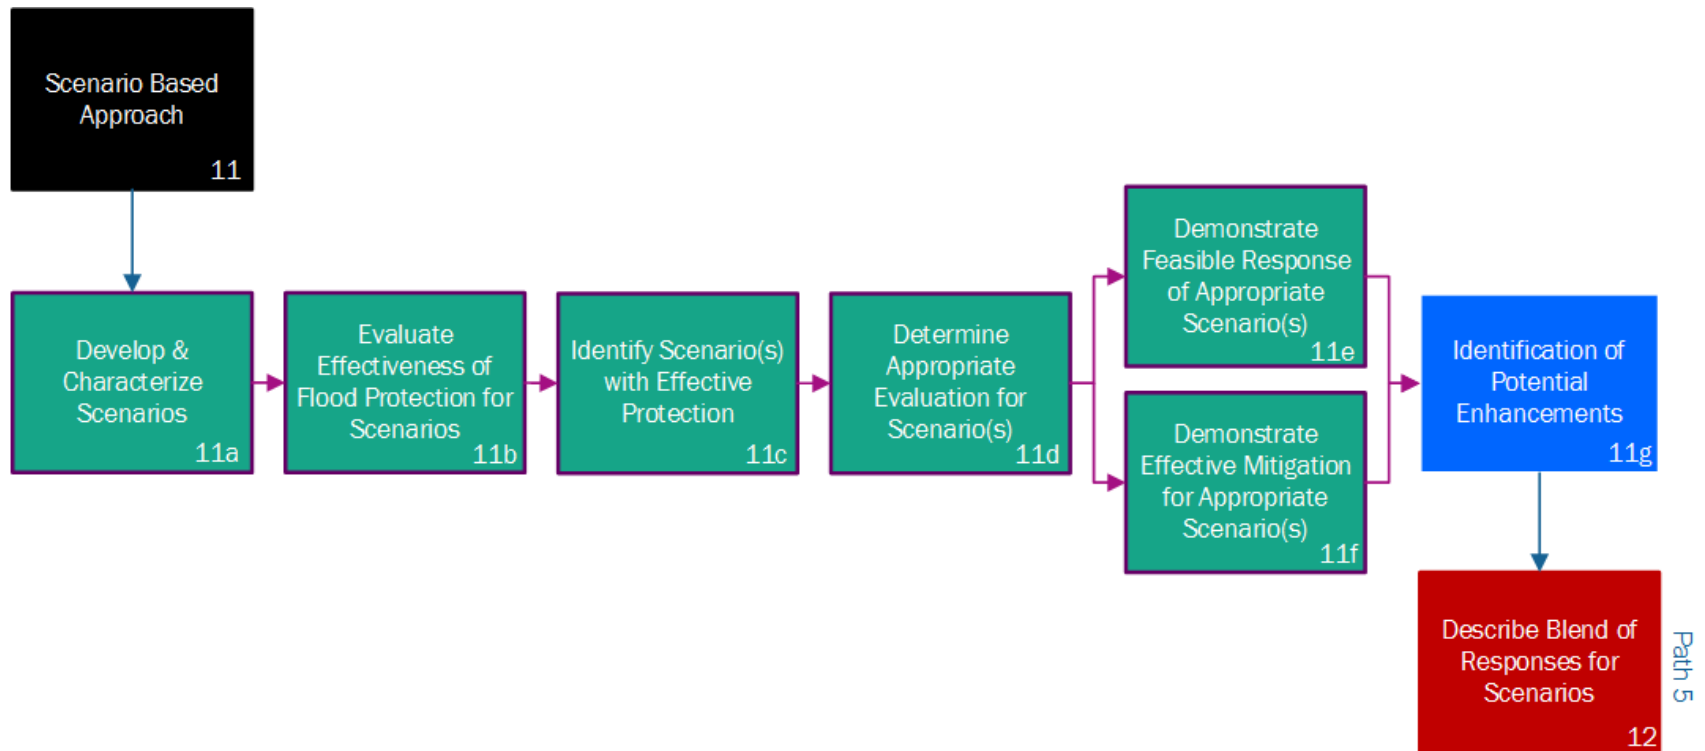 Scenario Based
Approach
11
Develop &
Characterize
Scenarios
11a
Evaluate
Effectiveness of
Flood Protection for
Scenarios
11b
Identify Scenario(s)
with Effective
Protection
11c
Determine
Appropriate
Evaluation for
Scenario(s)
11d
Demonstrate
Feasible Response
of Appropriate
Scenario(s)
11e
Demonstrate
Effective Mitigation
for Appropriate
Scenario(s)
11f
Identification of
Potential
Enhancements
11g
Describe Blend of
Responses for
Scenarios
12
Path 5